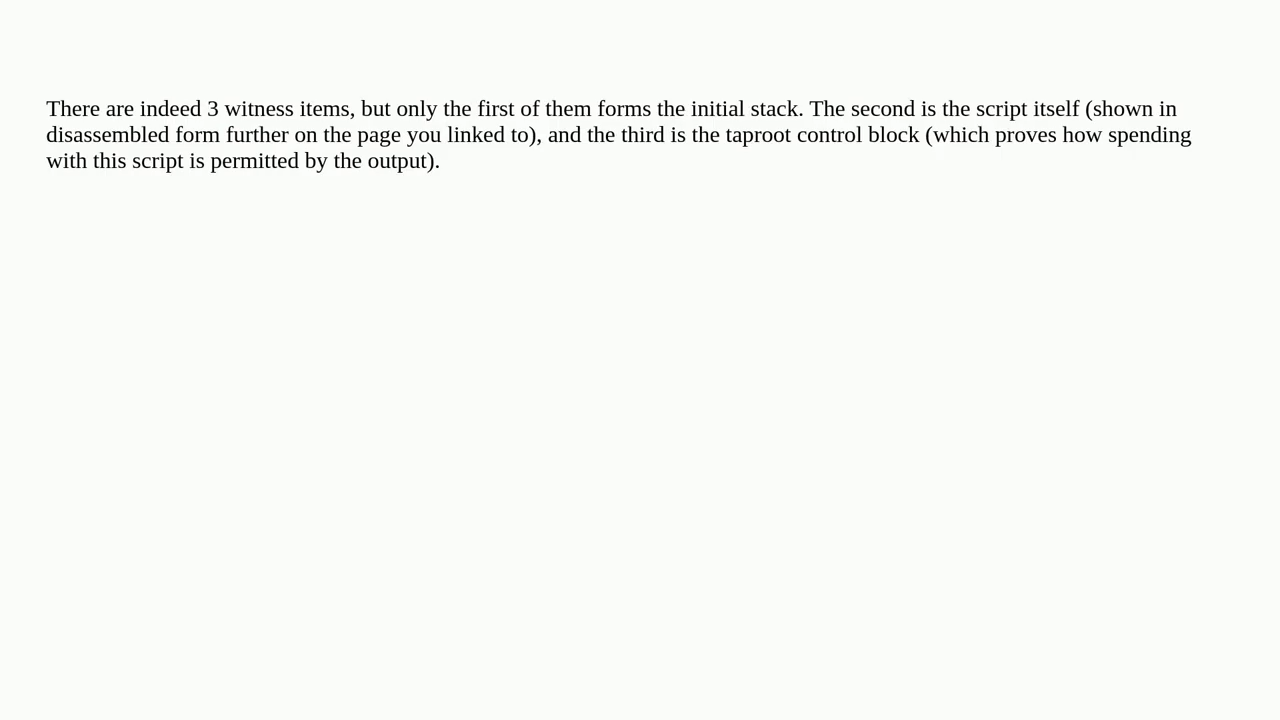 There are indeed 3 witness items, but only the first of them forms the initial stack. The second is the script itself (shown in
disassembled form further on the page you linked to), and the third is the taproot control block (which proves how spending
with this script is permitted by the output).